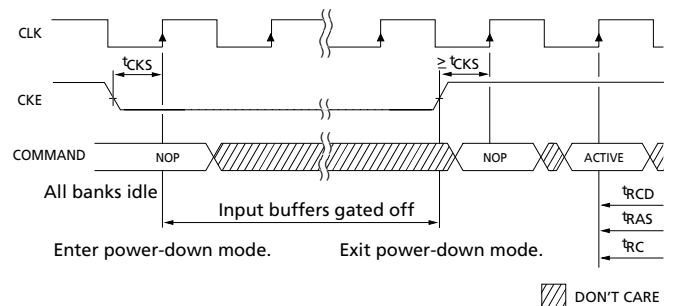 CLK
tCKS
≥ tCKS
CKE
COMMAND
NOP
NOP
ACTIVE
All banks idle
Input buffers gated off
tRCD
tRAS
Enter power-down mode.
Exit power-down mode.
tRC
DON'T CARE